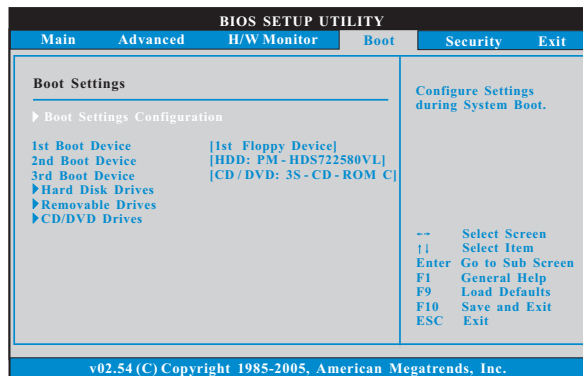 BIOS SETUP UTILITY
Main Advanced H/W Monitor Boot Security Exit
Boot Settings
Boot Settings Configuration
1st Boot Device [1st Floppy Device]
2nd Boot Device [HDD: PM - HDS722580VL]
3rd Boot Device [CD / DVD: 3S - CD - ROM C]
Hard Disk Drives
Removable Drives
CD/DVD Drives
Configure Settings
during System Boot.
←→ Select Screen
↑↓ Select Item
Enter Go to Sub Screen
F1 General Help
F9 Load Defaults
F10 Save and Exit
ESC Exit
v02.54 (C) Copyright 1985-2005, American Megatrends, Inc.